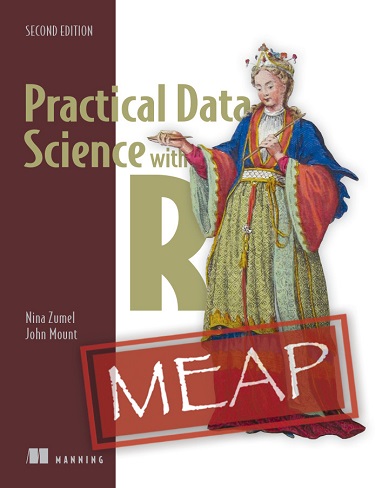 SECOND EDITION
Practical Data
Science with
R
Nina Zumel
John Mount
MEAP
MANNING